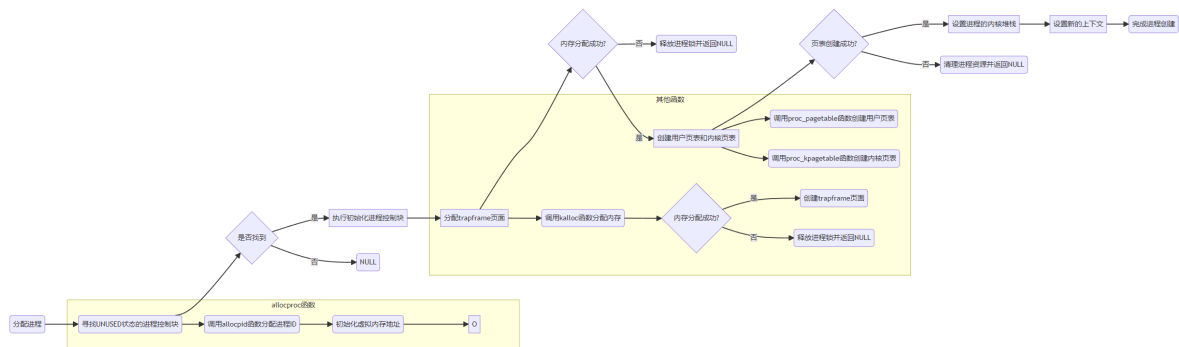 是
设置进程的内核堆栈
设置新的上下文
完成进程创建
内存分配成功?
否
释放进程锁并返回NULL
页表创建成功?
否
清理进程资源并返回NULL
其他函数
调用proc_pagetable函数创建用户页表
是
创建用户页表和内核页表
调用proc_kpagetable函数创建内核页表
是
创建trapframe页面
是
执行初始化进程控制块
分配trapframe页面
调用kalloc函数分配内存
内存分配成功?
是否找到
否
释放进程锁并返回NULL
否
NULL
allocproc函数
分配进程
寻找UNUSED状态的进程控制块
调用allocpid函数分配进程ID
初始化虚拟内存地址
O